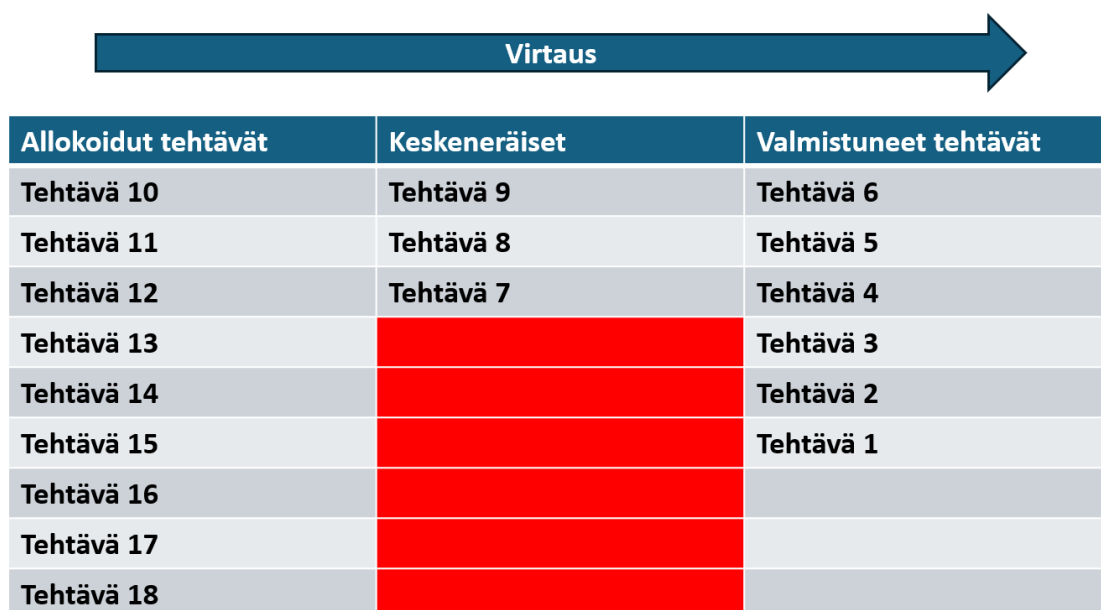 Virtaus
Allokoidut tehtävät Keskeneräiset Valmistuneet tehtävät
Tehtävä 10 Tehtävä 9 Tehtävä 6
Tehtävä 11 Tehtävä 8 Tehtävä 5
Tehtävä 12 Tehtävä 7 Tehtävä 4
Tehtävä 13 Tehtävä 3
Tehtävä 14 Tehtävä 2
Tehtävä 15 Tehtävä 1
Tehtävä 16
Tehtävä 17
Tehtävä 18